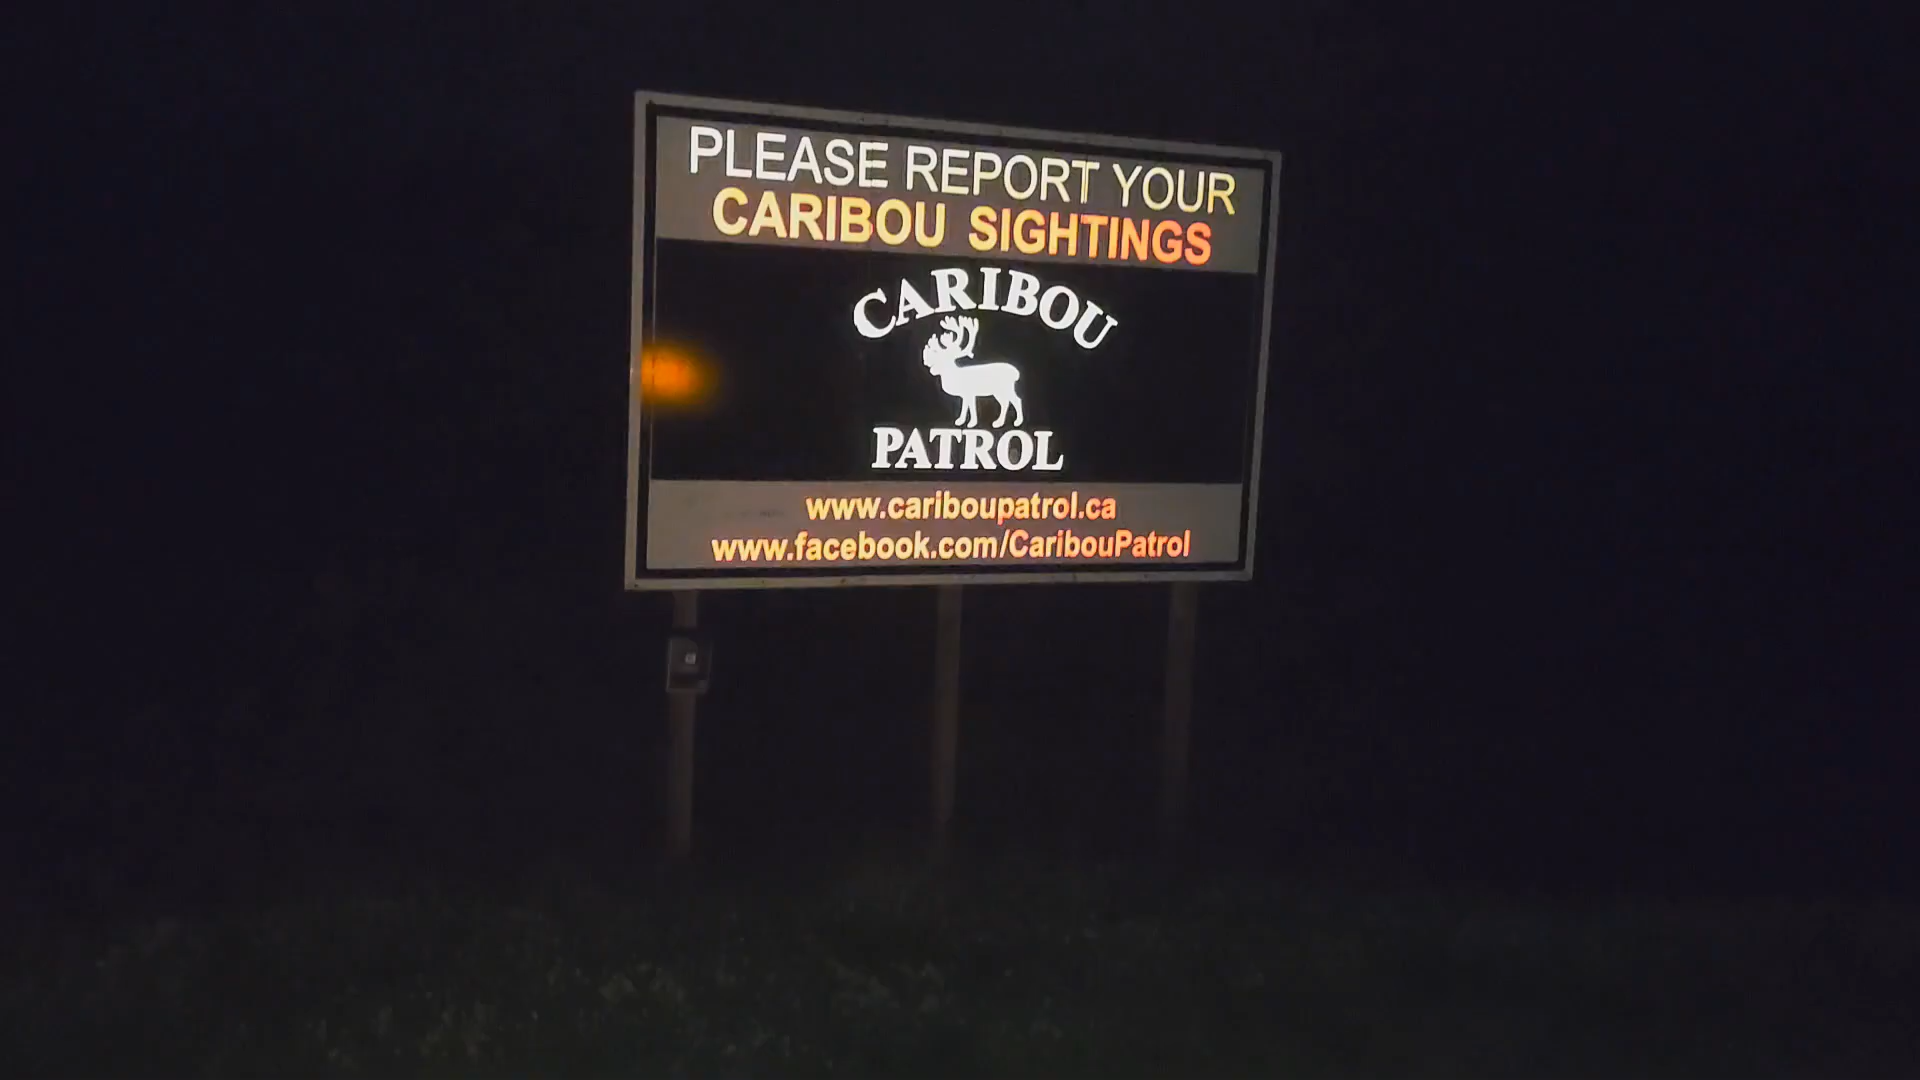 PLEASE REPORT YOUR
CARIBOU SIGHTINGS
CARIBOU
PATROL
www.cariboupatrol.ca
www.facebook.com/CaribouPatrol